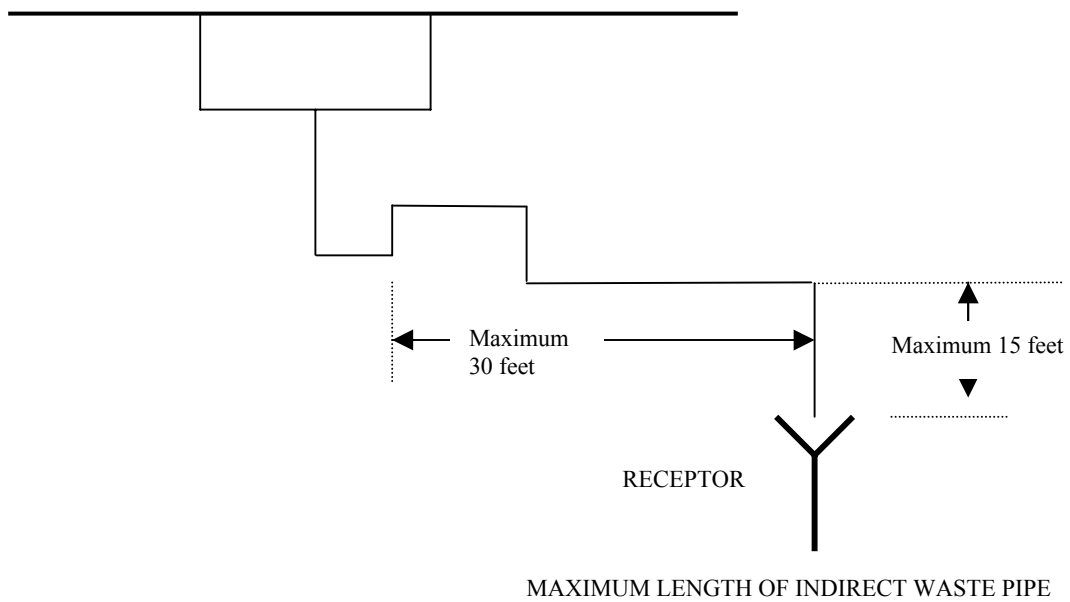 Maximum
30 feet
Maximum 15 feet
RECEPTOR
MAXIMUM LENGTH OF INDIRECT WASTE PIPE